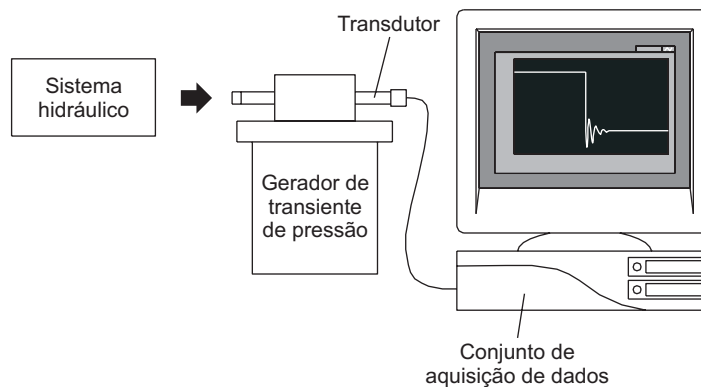 Transdutor
Sistema
hidráulico
Gerador de
transiente
de pressão
Conjunto de
aquisição de dados